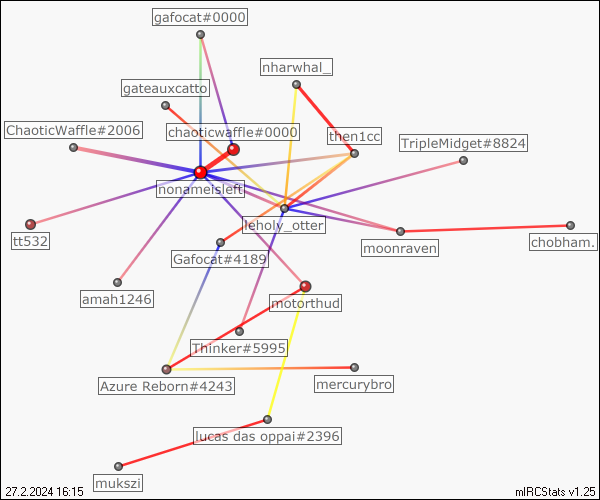 gafocat#0000
nharwhal_
gateauxcatto
ChaoticWaffle#2006
chaoticwaffle#0000
then1cc
TripleMidget#8824
nonameisleft
leholy_otter
tt532
moonraven
chobham.
Gafocat#4189
amah1246
motorthud
Thinker#5995
Azure Reborn#4243
mercurybro
lucas das oppai#2396
mukszi
27.2.2024 16:15
mIRCStats v1.25